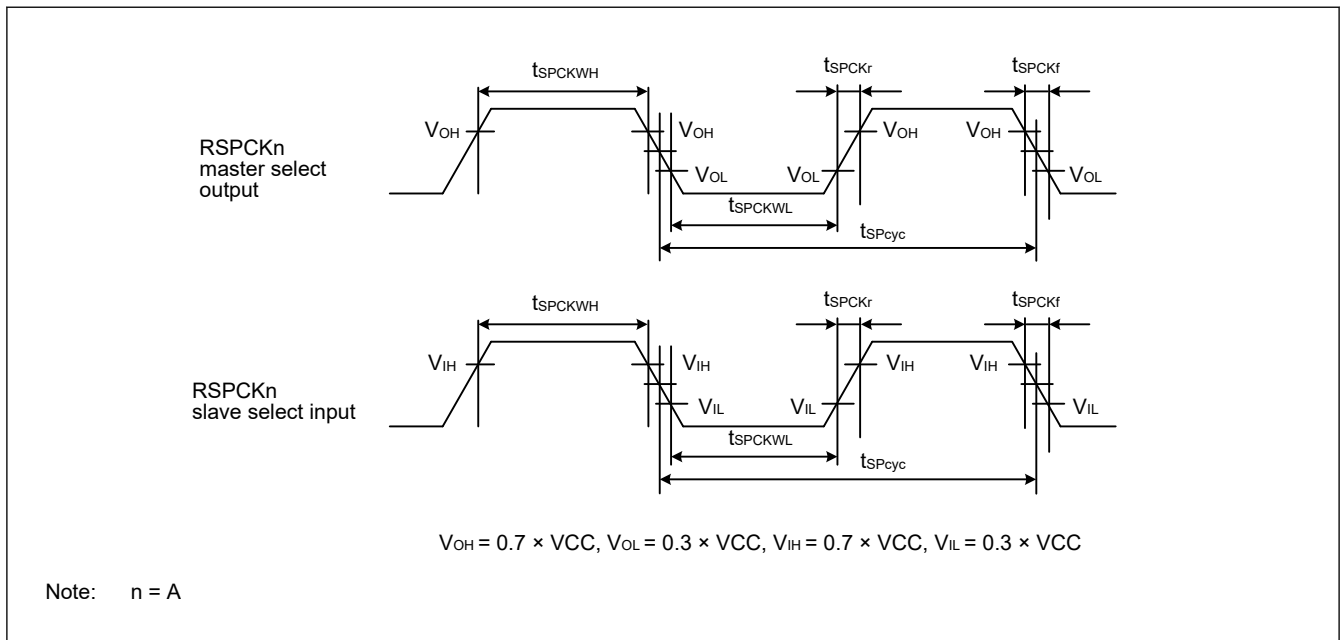 tSPCKWH
tSPCKr
tSPCKf
VOH
VOH
VOH
VOH
RSPCKn
master select
output
VOL
VOL
VOL
tSPCKWL
tSPcyc
tSPCKWH
tSPCKr
tSPCKf
VIH
VIH
VIH
VIH
RSPCKn
slave select input
VIL
VIL
VIL
tSPCKWL
tSPcyc
VOH = 0.7 × VCC, VOL = 0.3 × VCC, VIH = 0.7 × VCC, VIL = 0.3 × VCC
Note: n = A